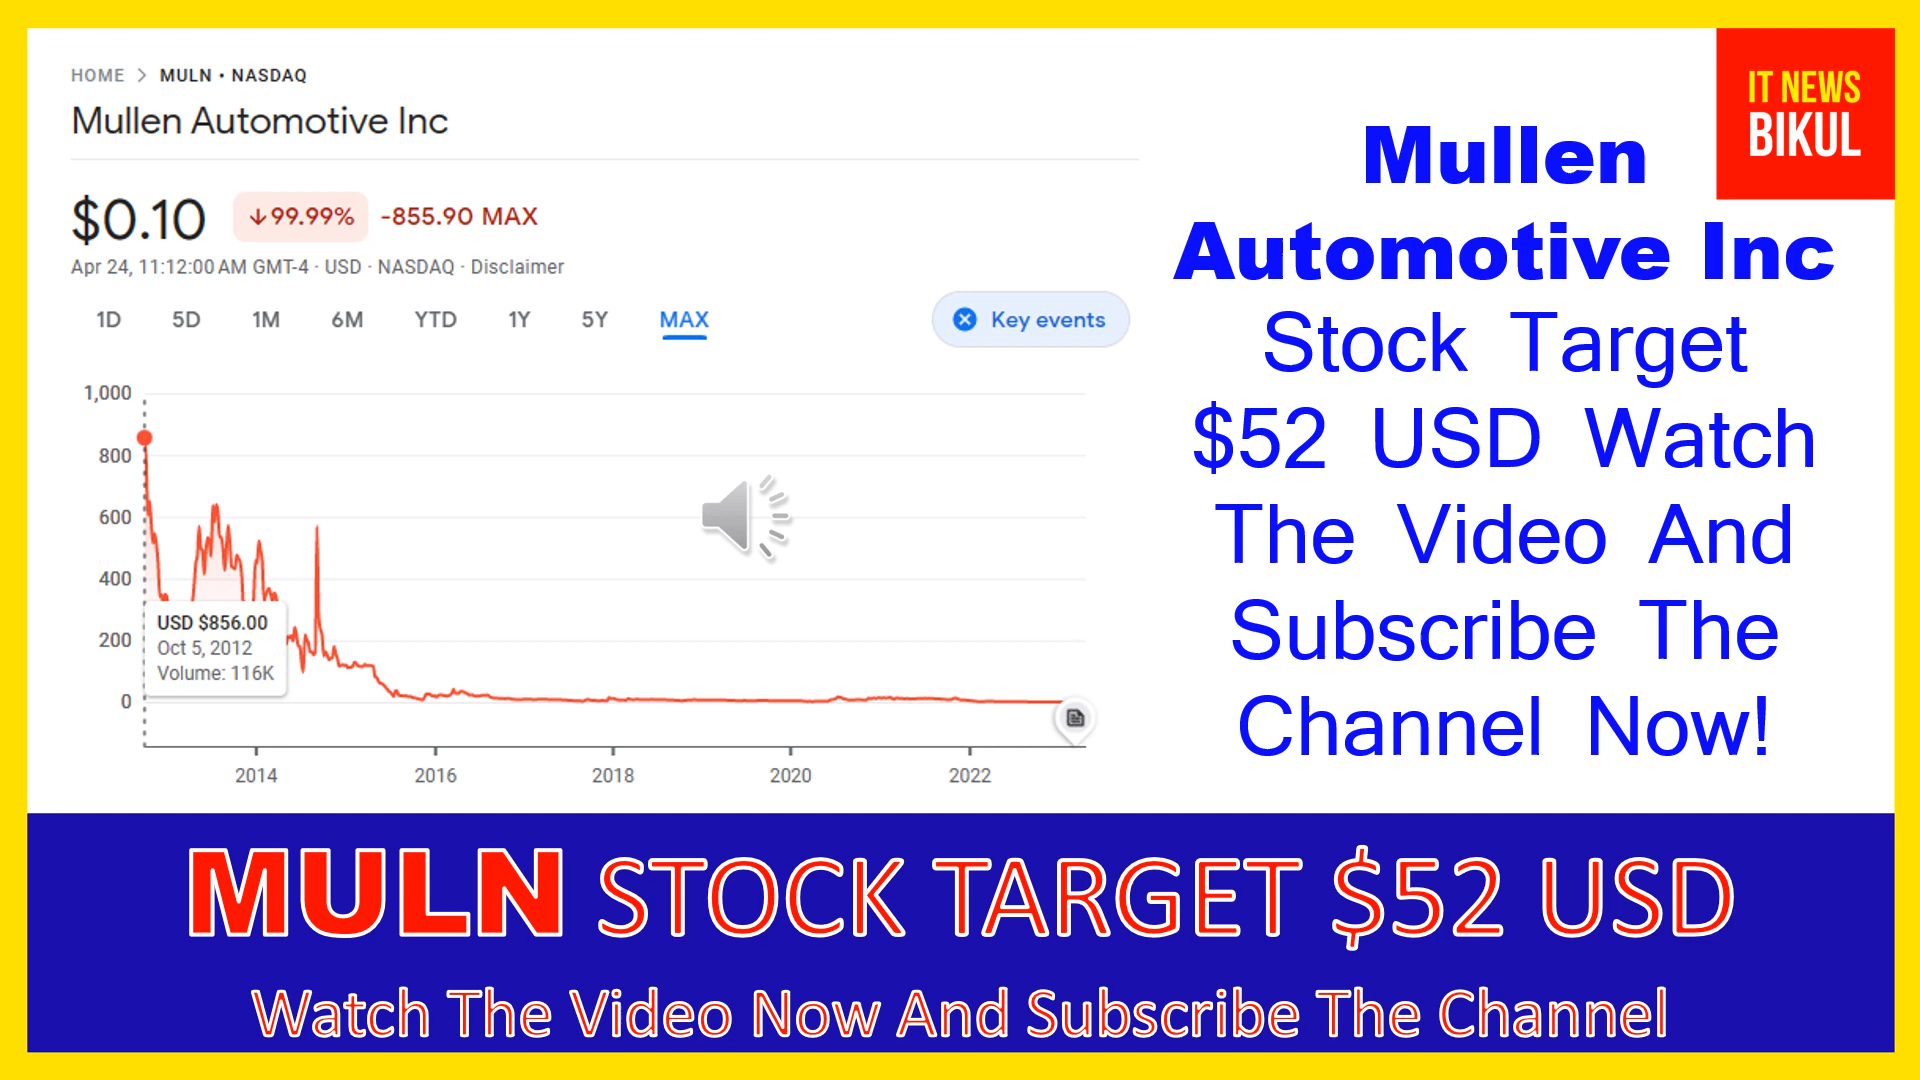 HOME > MULN • NASDAQ
Mullen Automotive Inc
$0.10 ↓99.99% -855.90 MAX
Apr 24, 11:12:00 AM GMT-4 · USD · NASDAQ · Disclaimer
1D 5D 1M 6M YTD 1Y 5Y MAX
Key events
1,000
800
600
400
200
0
USD $856.00
Oct 5, 2012
Volume: 116K
2014 2016 2018 2020 2022
IT NEWS
BIKUL
Mullen
Automotive Inc
Stock Target
$52 USD Watch
The Video And
Subscribe The
Channel Now!
MULN STOCK TARGET $52 USD
Watch The Video Now And Subscribe The Channel